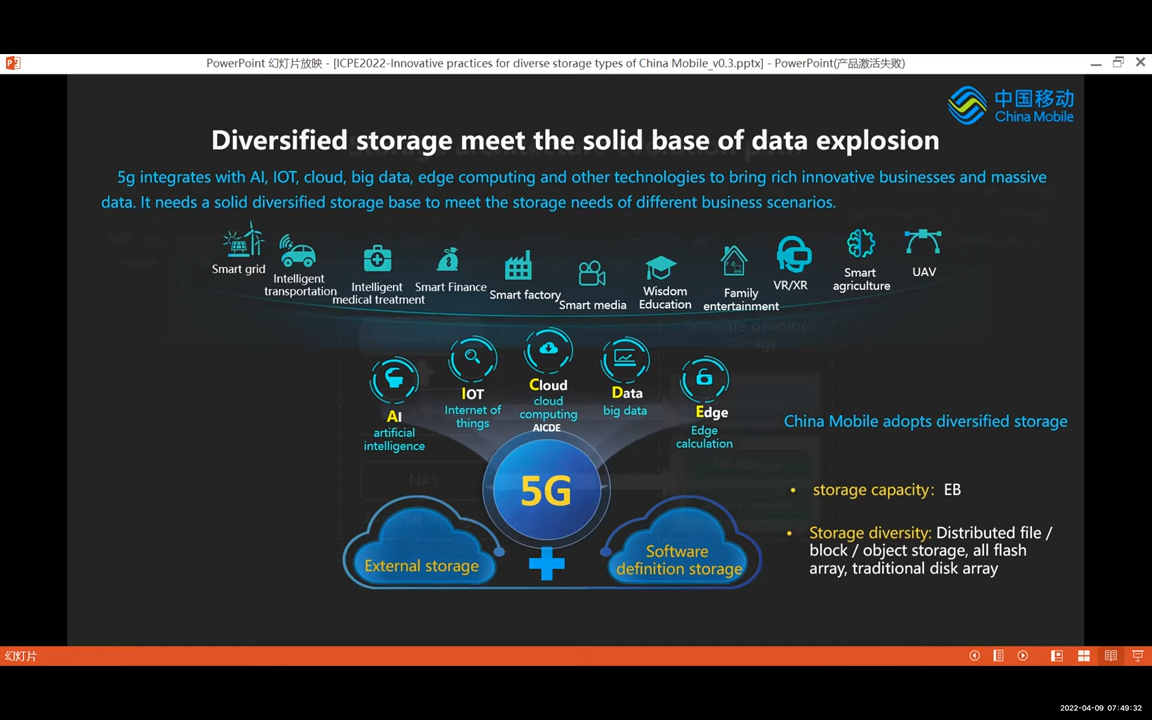 PowerPoint 幻灯片放映 - [ICPE2022-Innovative practices for diverse storage types of China Mobile_v0.3.pptx] - PowerPoint(产品激活失败)
中国移动
China Mobile
Diversified storage meet the solid base of data explosion
5g integrates with AI, IOT, cloud, big data, edge computing and other technologies to bring rich innovative businesses and massive
data. It needs a solid diversified storage base to meet the storage needs of different business scenarios.
Smart grid
Intelligent
transportation
Intelligent
medical treatment
Smart Finance
Smart factory
Smart media
Wisdom
Education
Family
entertainment
VR/XR
Smart
agriculture
UAV
AI
artificial
intelligence
IOT
Internet of
things
Cloud
cloud
computing
AICDE
Data
big data
Edge
Edge
calculation
5G
External storage
Software
definition storage
China Mobile adopts diversified storage
• storage capacity: EB
• Storage diversity: Distributed file /
block / object storage, all flash
array, traditional disk array
幻灯片
2022-04-09 07:49:32